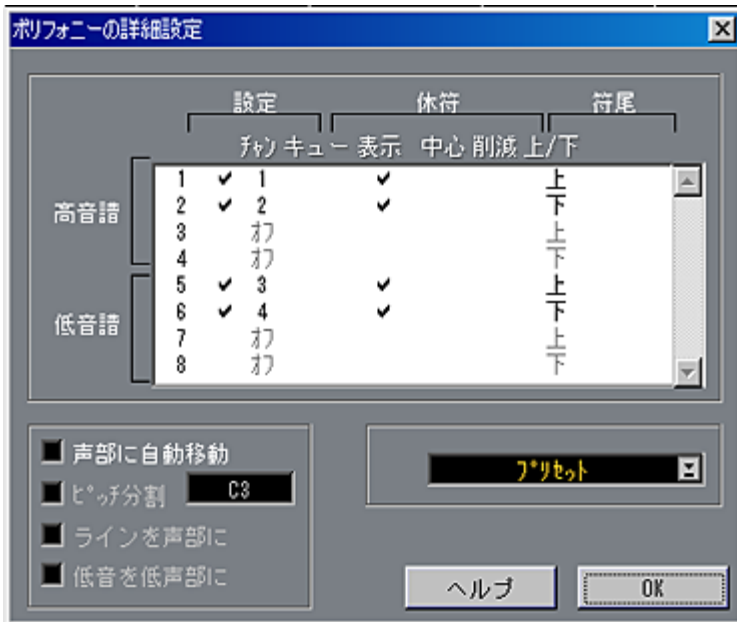 ポリフォニーの詳細設定
設定 休符 符尾
チャン キュー 表示 中心 削減 上/下
高音譜
1 ✔ 1 ✔ 上
2 ✔ 2 ✔ 下
3 オフ 上
4 オフ 下
低音譜
5 ✔ 3 ✔ 上
6 ✔ 4 ✔ 下
7 オフ 上
8 オフ 下
声部に自動移動
ピッチ分割 C3
ラインを声部に
低音を低声部に
プリセット
ヘルプ OK